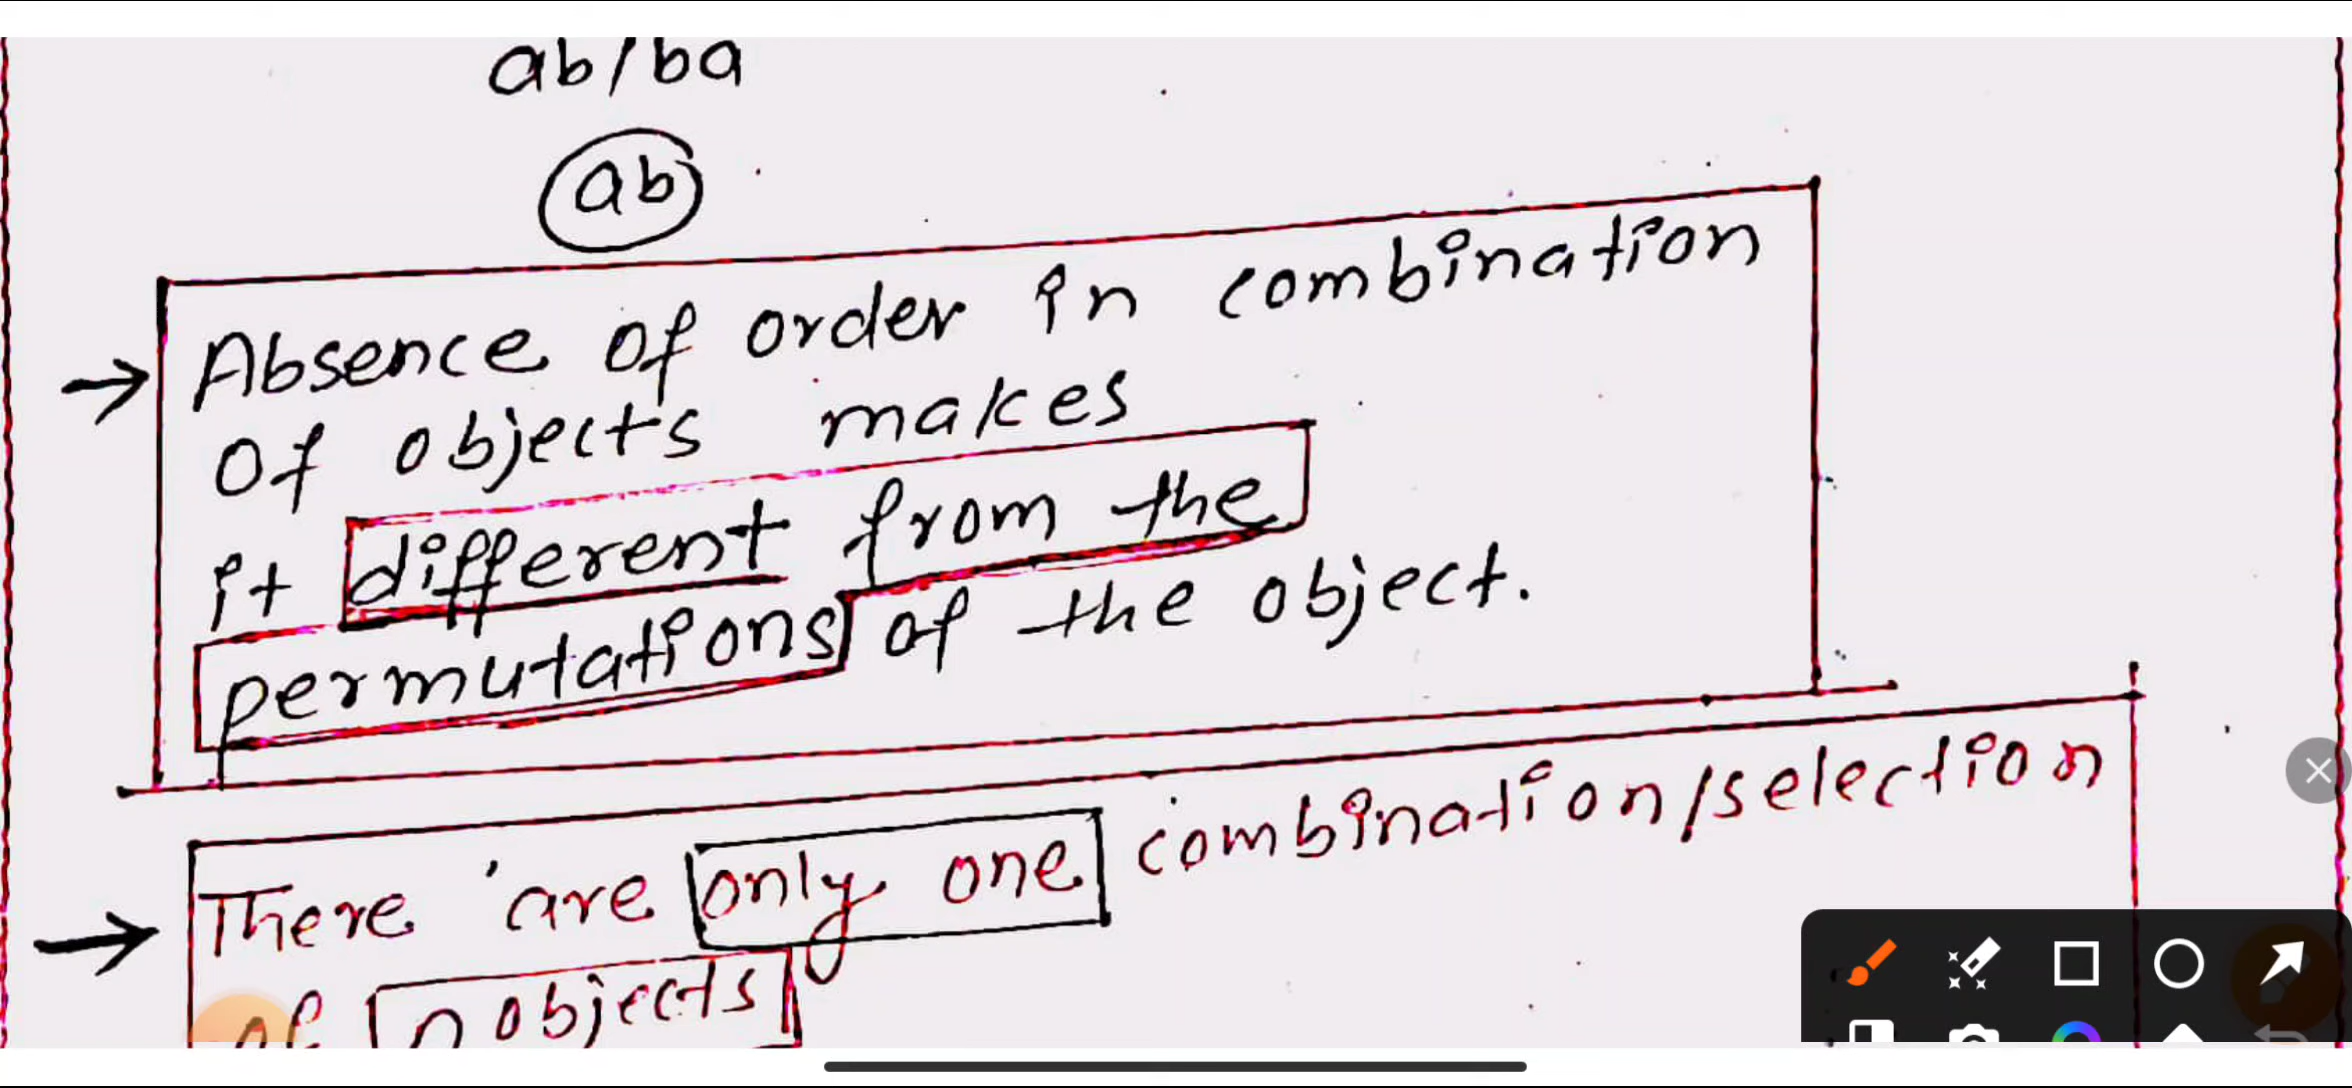 ab/ba
ab
Absence of order in combination
of objects makes
it different from the
permutations of the object.
There are only one combination/selection
of n objects